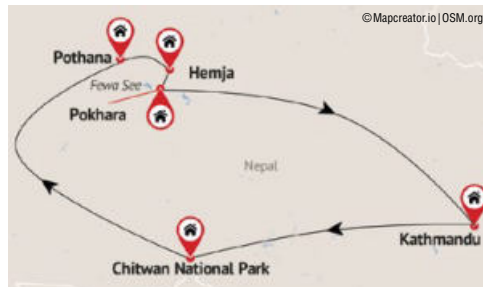 ©Mapcreator.io|OSM.org
Pothana
Hemja
Fewa See
Pokhara
Nepal
Kathmandu
Chitwan National Park